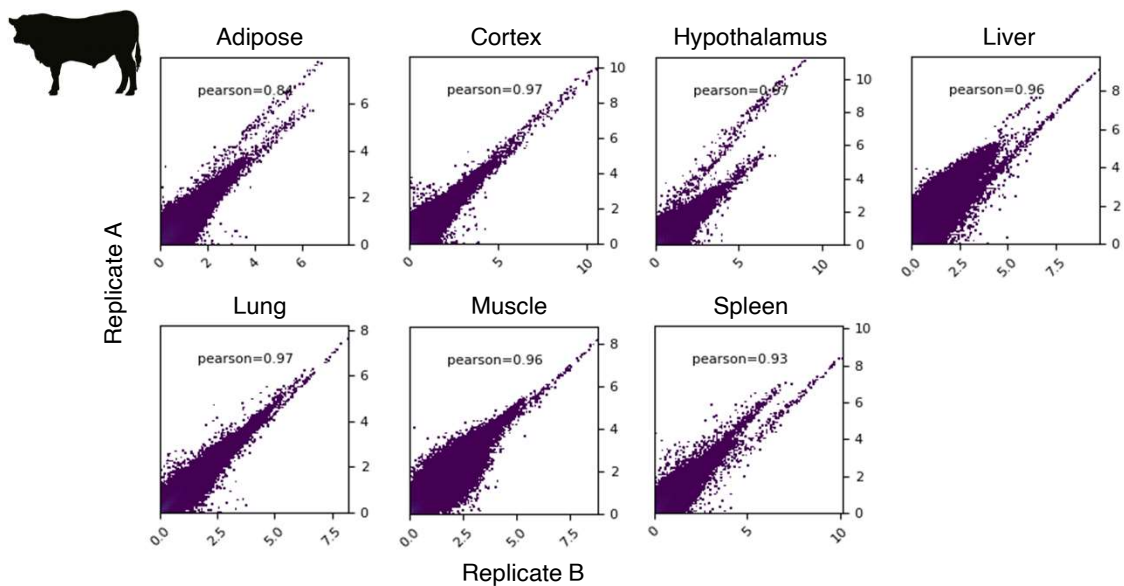 Adipose Cortex Hypothalamus Liver
pearson=0.84 pearson=0.97 pearson=0.97 pearson=0.96
6 4 2 0
0 2 4 6
10 8 6 4 2 0
0 5 10
10 8 6 4 2 0
0 5 10
8 6 4 2 0
0.0 2.5 5.0 7.5
Replicate A
Lung Muscle Spleen
pearson=0.97 pearson=0.96 pearson=0.93
8 6 4 2 0
0.0 2.5 5.0 7.5
8 6 4 2 0
0.0 2.5 5.0 7.5
10 8 6 4 2 0
0 5 10
Replicate B